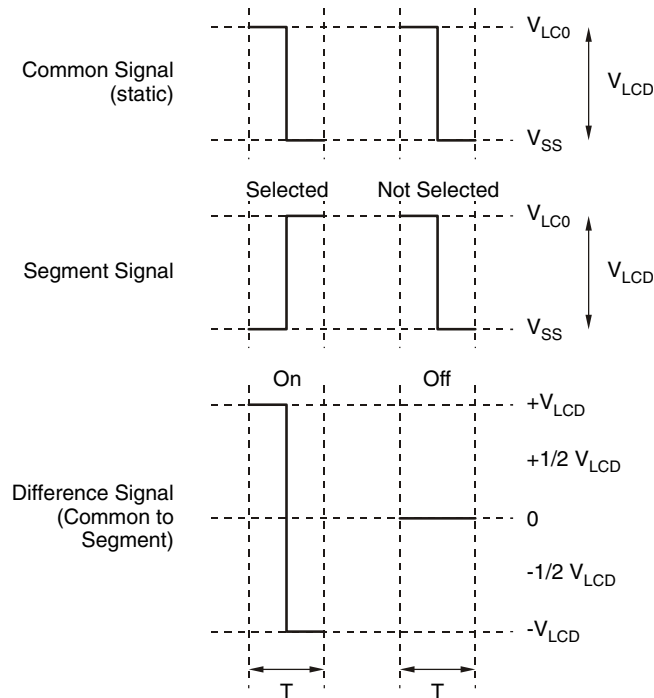 V_LC0
Common Signal
(static)
V_LCD
V_SS
Selected
Not Selected
V_LC0
Segment Signal
V_LCD
V_SS
On
Off
+V_LCD
+1/2 V_LCD
Difference Signal
(Common to
Segment)
0
-1/2 V_LCD
-V_LCD
T
T